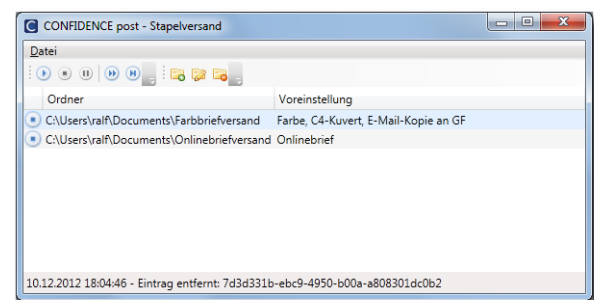 CONFIDENCE post - Stapelversand
Datei
Ordner Voreinstellung
C:\Users\ralf\Documents\Farbbriefversand Farbe, C4-Kuvert, E-Mail-Kopie an GF
C:\Users\ralf\Documents\Onlinebriefversand Onlinebrief
10.12.2012 18:04:46 - Eintrag entfernt: 7d3d331b-ebc9-4950-b00a-a808301dc0b2